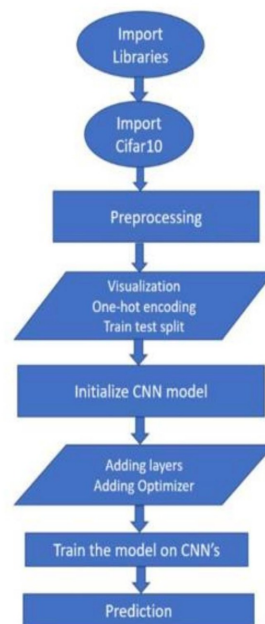 Import
Libraries
Import
Cifar10
Preprocessing
Visualization
One-hot encoding
Train test split
Initialize CNN model
Adding layers
Adding Optimizer
Train the model on CNN's
Prediction